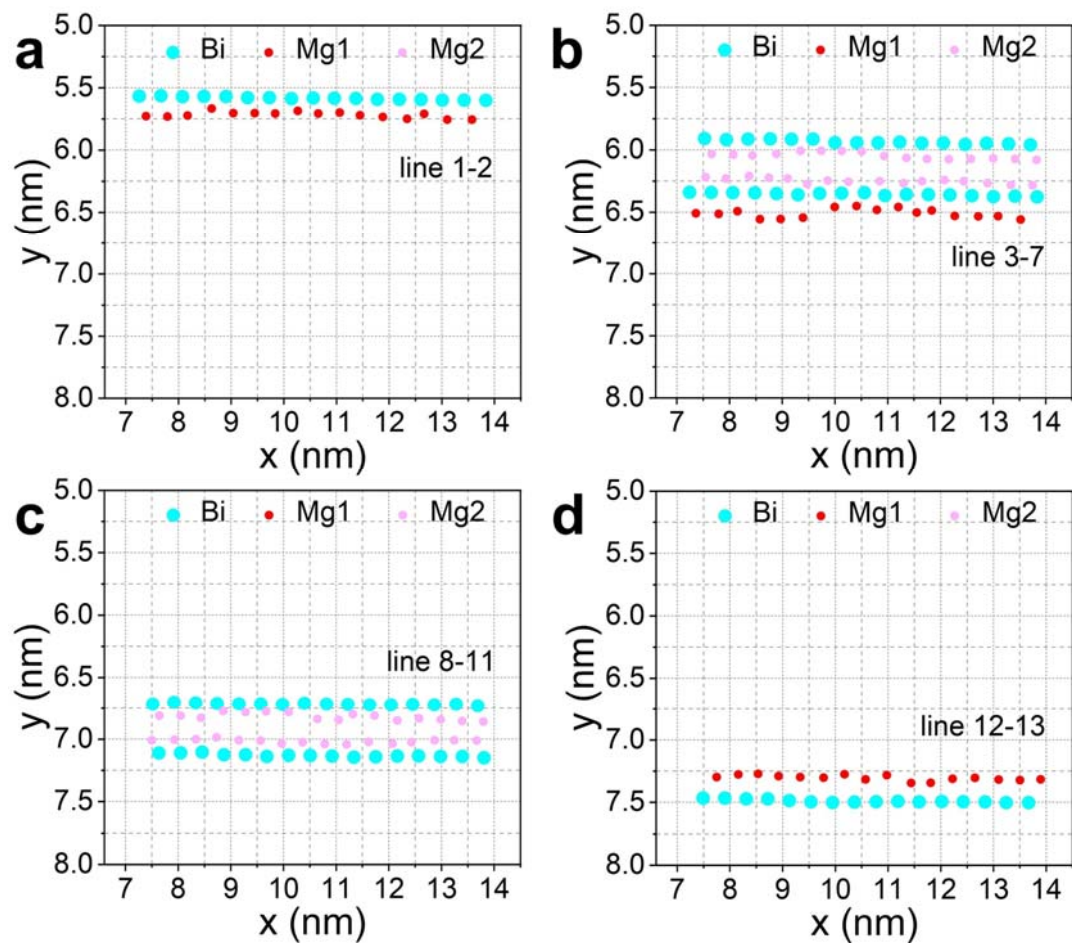 a
Bi Mg1 Mg2
line 1-2
5.0
5.5
6.0
6.5
7.0
7.5
8.0
y (nm)
7 8 9 10 11 12 13 14
x (nm)
b
Bi Mg1 Mg2
line 3-7
5.0
5.5
6.0
6.5
7.0
7.5
8.0
y (nm)
7 8 9 10 11 12 13 14
x (nm)
c
Bi Mg1 Mg2
line 8-11
5.0
5.5
6.0
6.5
7.0
7.5
8.0
y (nm)
7 8 9 10 11 12 13 14
x (nm)
d
Bi Mg1 Mg2
line 12-13
5.0
5.5
6.0
6.5
7.0
7.5
8.0
y (nm)
7 8 9 10 11 12 13 14
x (nm)